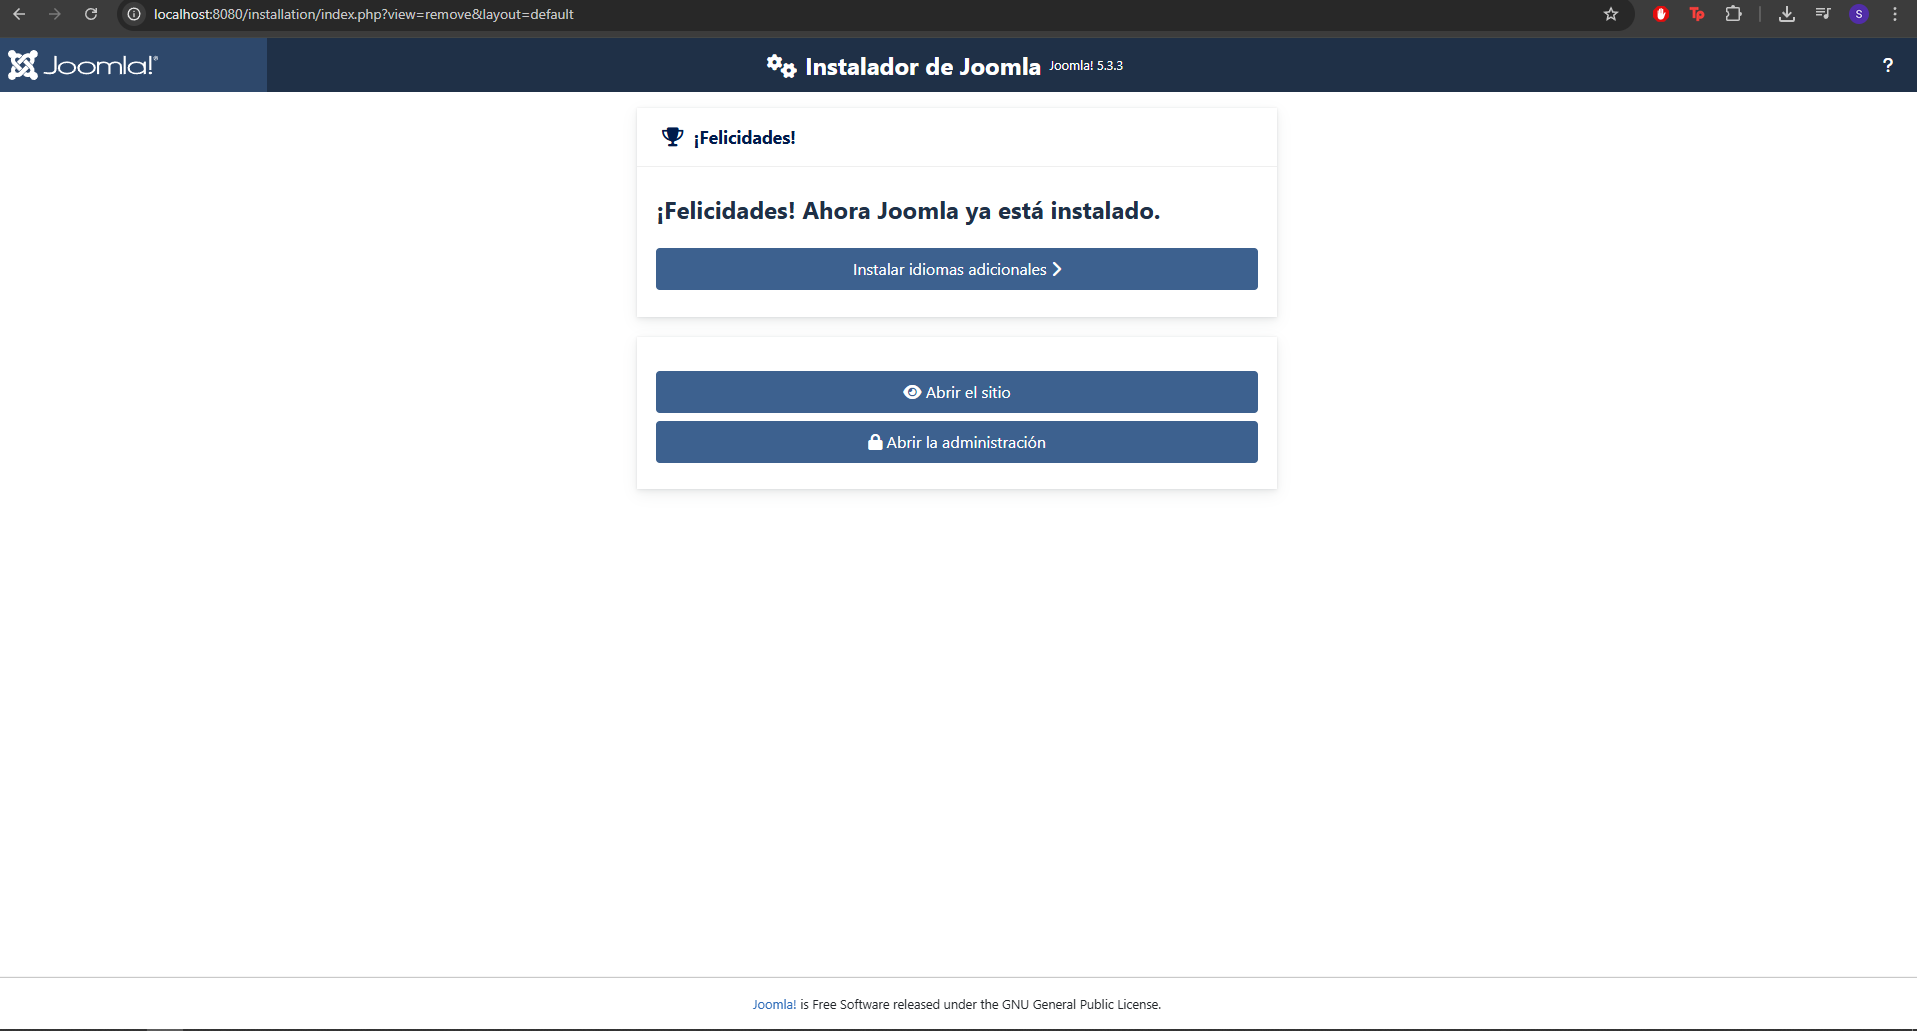 localhost:8080/installation/index.php?view=remove&layout=default
Tp
S
Joomla!®
Instalador de Joomla Joomla! 5.3.3
?
¡Felicidades!
¡Felicidades! Ahora Joomla ya está instalado.
Instalar idiomas adicionales
Abrir el sitio
Abrir la administración
Joomla! is Free Software released under the GNU General Public License.